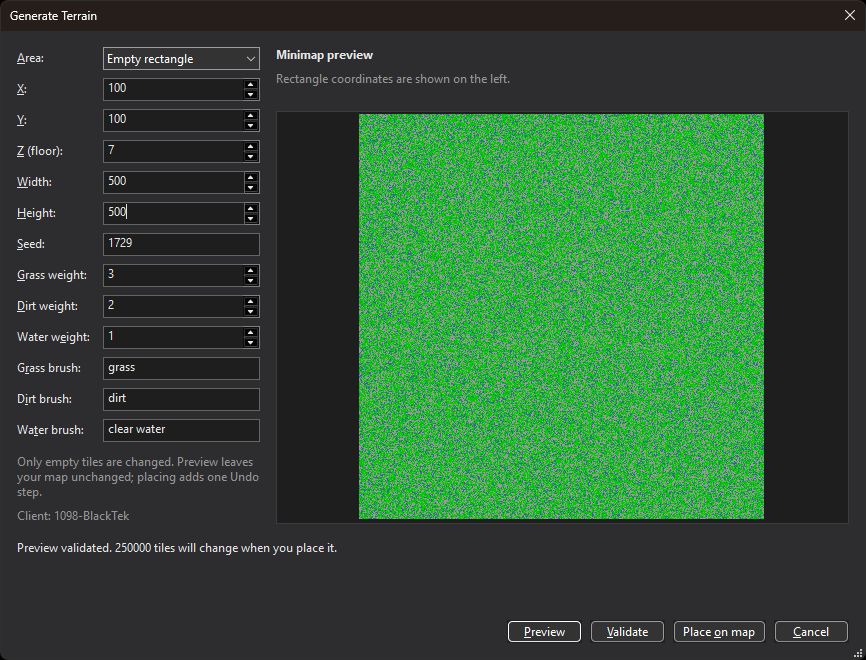 Generate Terrain
Area: Empty rectangle
X: 100
Y: 100
Z (floor): 7
Width: 500
Height: 500
Seed: 1729
Grass weight: 3
Dirt weight: 2
Water weight: 1
Grass brush: grass
Dirt brush: dirt
Water brush: clear water
Only empty tiles are changed. Preview leaves
your map unchanged; placing adds one Undo
step.
Client: 1098-BlackTek
Minimap preview
Rectangle coordinates are shown on the left.
Preview validated. 250000 tiles will change when you place it.
Preview Validate Place on map Cancel